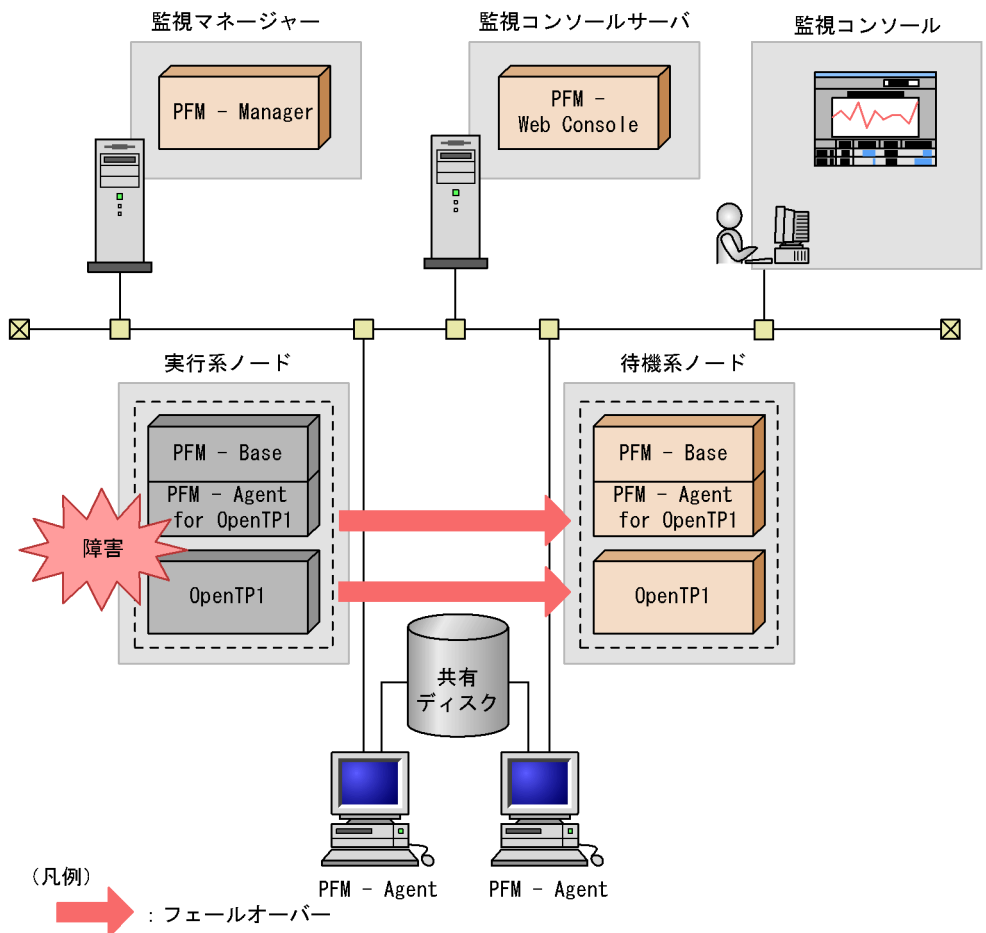 監視マネージャー
監視コンソールサーバ
監視コンソール
PFM - Manager
PFM -
Web Console
実行系ノード
待機系ノード
PFM - Base
PFM - Agent
for OpenTP1
OpenTP1
障害
PFM - Base
PFM - Agent
for OpenTP1
OpenTP1
共有
ディスク
PFM - Agent
PFM - Agent
(凡例)
: フェールオーバー